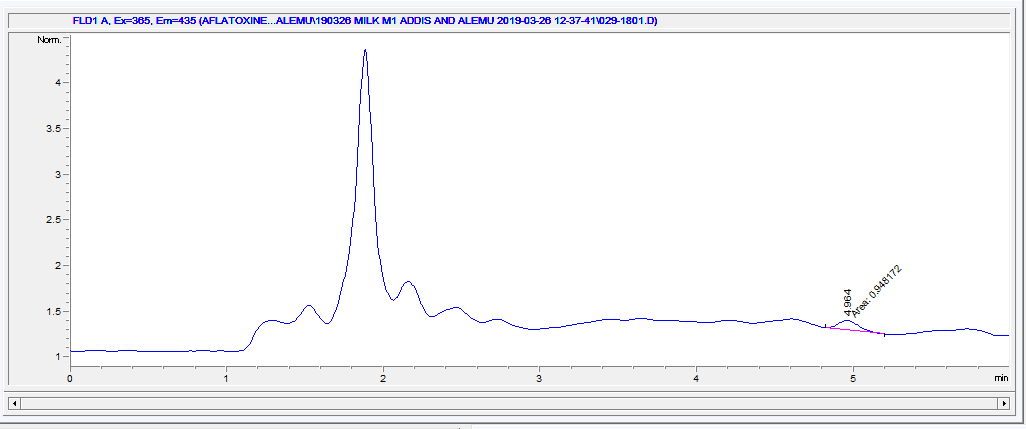 FLD1 A, Ex=365, Em=435 (AFLATOXINE...ALEMU\190326 MILK M1 ADDIS AND ALEMU 2019-03-26 12-37-41\029-1801.D)
Norm.
4
3.5
3
2.5
2
1.5
1
4.964
Area: 0.948172
0 1 2 3 4 5 min